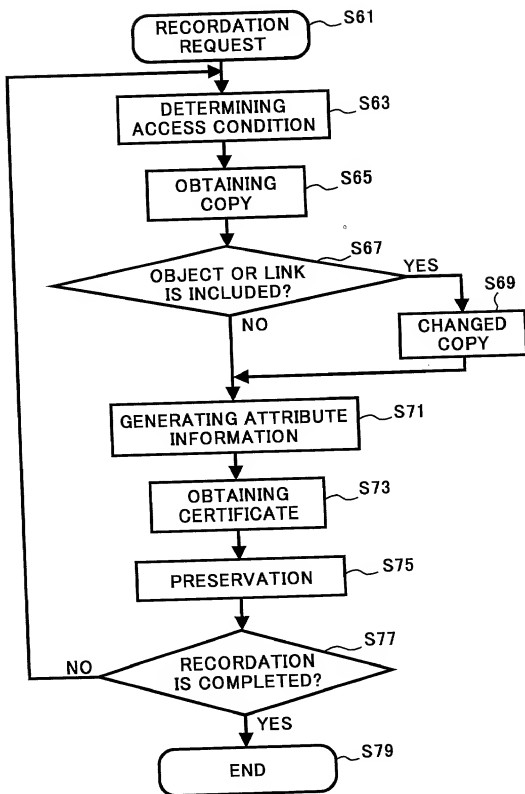 RECORDATION
REQUEST
S61
DETERMINING
ACCESS CONDITION
S63
OBTAINING
COPY
S65
OBJECT OR LINK
IS INCLUDED?
S67
YES
NO
CHANGED
COPY
S69
GENERATING ATTRIBUTE
INFORMATION
S71
OBTAINING
CERTIFICATE
S73
PRESERVATION
S75
RECORDATION
IS COMPLETED?
S77
NO
YES
END
S79